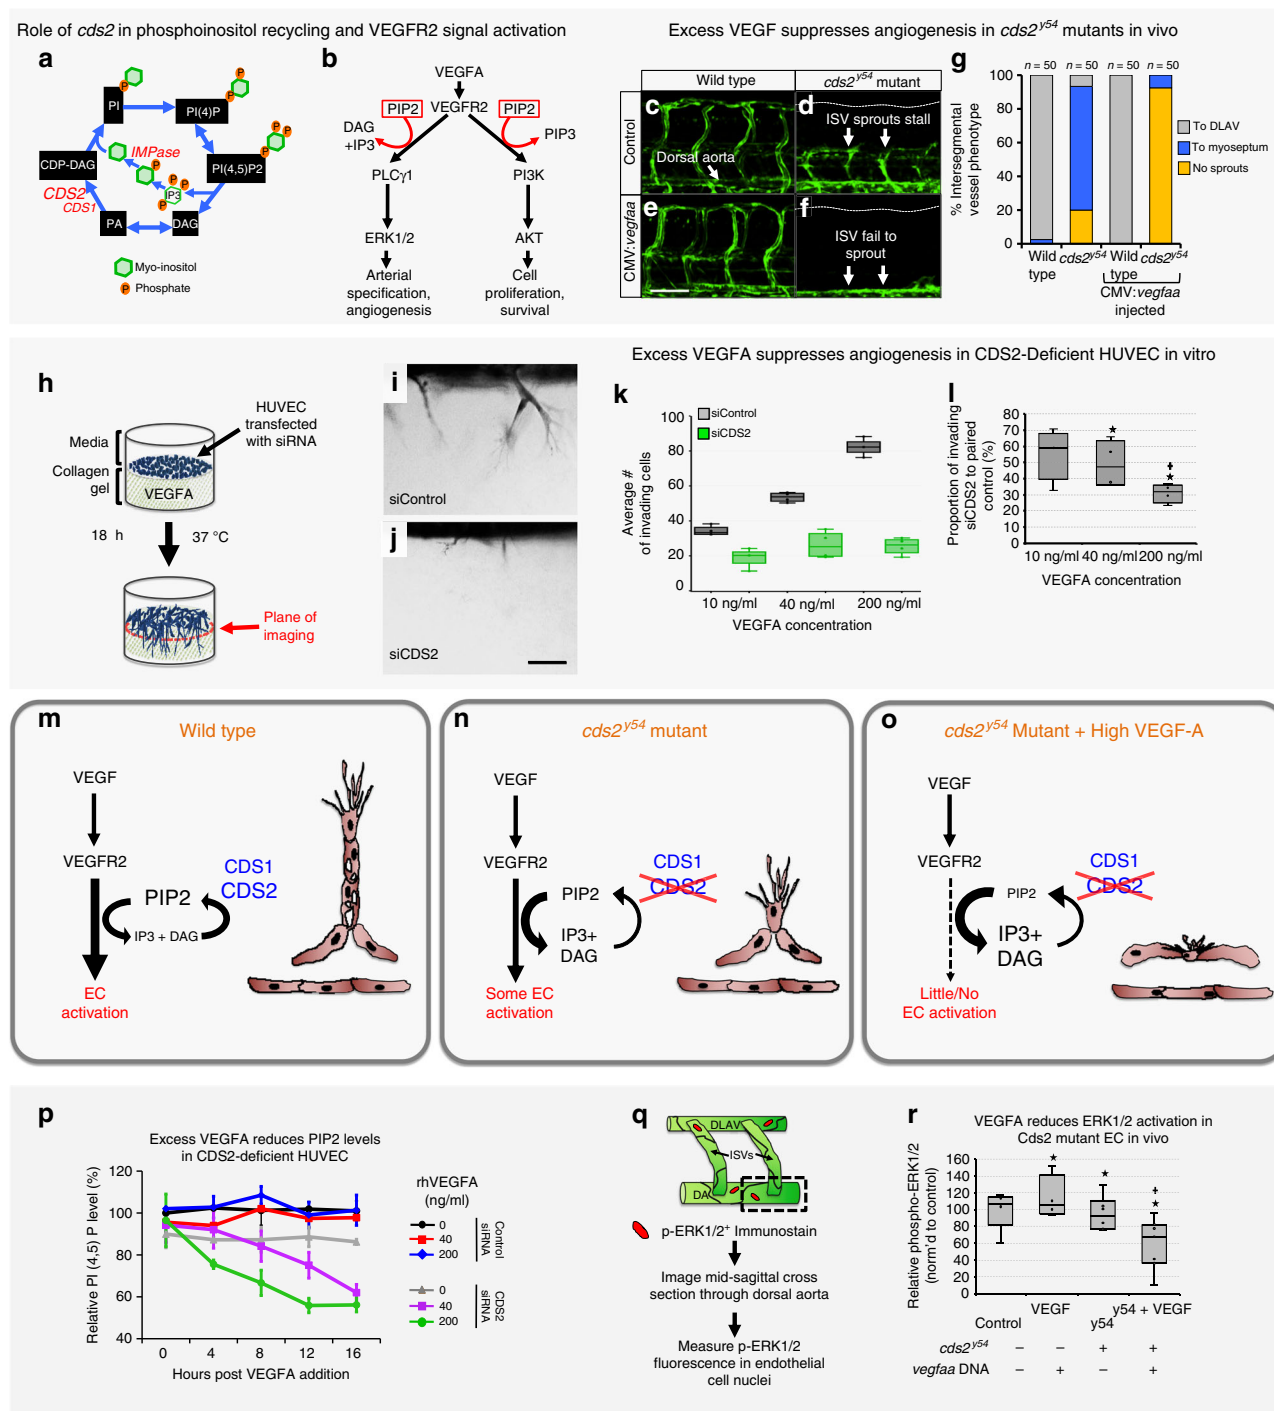 Role of cds2 in phosphoinositol recycling and VEGFR2 signal activation
Excess VEGF suppresses angiogenesis in cds2y54 mutants in vivo
a
PI
P
PI(4)P
P
P
PI(4,5)P2
P
P
P
CDP-DAG
IMPase
P
P
P
IP3
P
CDS2
CDS1
PA
DAG
Myo-inositol
P
Phosphate
b
VEGFA
PIP2
VEGFR2
PIP2
DAG
+IP3
PIP3
PLCγ1
PI3K
ERK1/2
AKT
Arterial
specification,
angiogenesis
Cell
proliferation,
survival
Wild type
cds2y54 mutant
Control
CMV:vegfaa
c
Dorsal aorta
d
ISV sprouts stall
e
f
ISV fail to
sprout
g
n = 50
n = 50
n = 50
n = 50
% Intersegmental
vessel phenotype
100
80
60
40
20
0
To DLAV
To myoseptum
No sprouts
Wild
type
cds2y54
Wild
type
cds2y54
CMV:vegfaa
injected
Excess VEGFA suppresses angiogenesis in CDS2-Deficient HUVEC in vitro
h
HUVEC
transfected
with siRNA
Media
Collagen
gel
VEGFA
18 h
37 °C
Plane of
imaging
i
siControl
j
siCDS2
k
siControl
siCDS2
Average #
of invading cells
100
80
60
40
20
0
10 ng/ml
40 ng/ml
200 ng/ml
VEGFA concentration
l
Proportion of invading
siCDS2 to paired
control (%)
80
70
60
50
40
30
20
10
0
10 ng/ml
40 ng/ml
200 ng/ml
VEGFA concentration
m
Wild type
VEGF
VEGFR2
CDS1
CDS2
PIP2
IP3 + DAG
EC
activation
n
cds2y54 mutant
VEGF
VEGFR2
CDS1
CDS2
PIP2
IP3+
DAG
Some EC
activation
o
cds2y54 Mutant + High VEGF-A
VEGF
VEGFR2
CDS1
CDS2
PIP2
IP3+
DAG
Little/No
EC activation
p
Excess VEGFA reduces PIP2 levels
in CDS2-deficient HUVEC
Relative PI (4,5) P level (%)
120
100
80
60
40
0
4
8
12
16
Hours post VEGFA addition
rhVEGFA
(ng/ml)
0
40
200
Control
siRNA
0
40
200
CDS2
siRNA
q
DLAV
ISVs
DA
p-ERK1/2+ Immunostain
Image mid-sagittal cross
section through dorsal aorta
Measure p-ERK1/2
fluorescence in endothelial
cell nuclei
r
VEGFA reduces ERK1/2 activation in
Cds2 mutant EC in vivo
Relative phospho-ERK1/2
(norm'd to control)
160
140
120
100
80
60
40
20
0
Control
VEGF
y54
y54 + VEGF
cds2y54 – – + +
vegfaa DNA – + – +